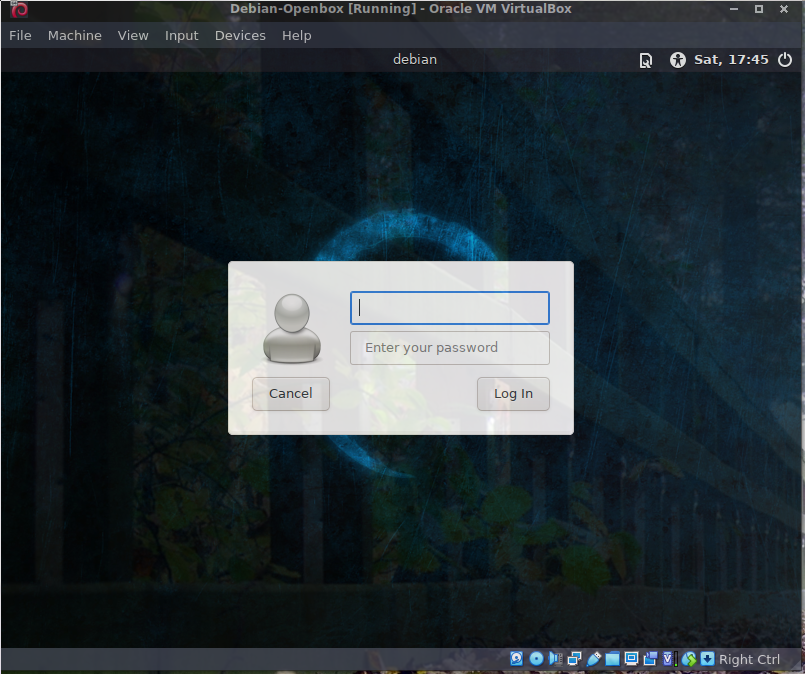 Debian-Openbox [Running] - Oracle VM VirtualBox
File Machine View Input Devices Help
debian Sat, 17:45
Enter your password
Cancel Log In
Right Ctrl